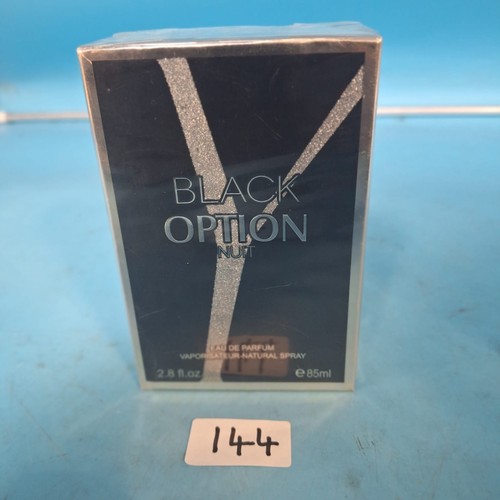 BLACK
OPTION
NUIT
EAU DE PARFUM
VAPORISATEUR-NATURAL SPRAY
2.8 fl.oz. ℮85ml
144